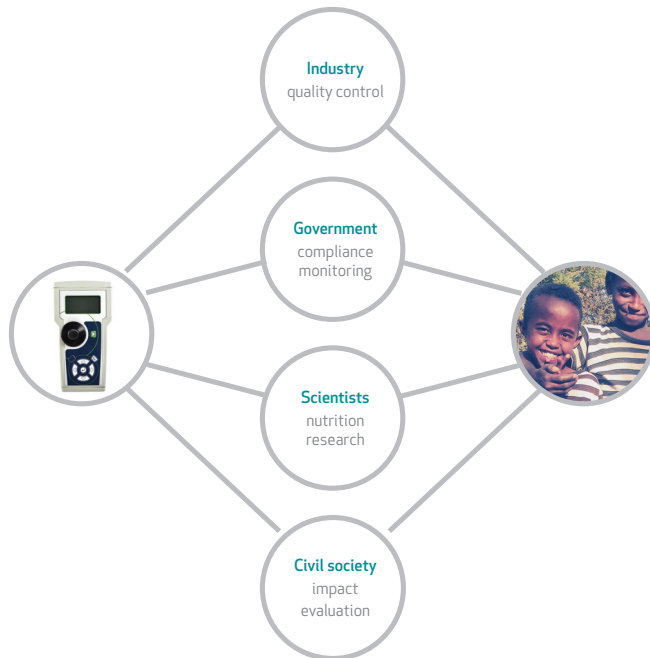 Industry
quality control
Government
compliance
monitoring
Scientists
nutrition
research
Civil society
impact
evaluation